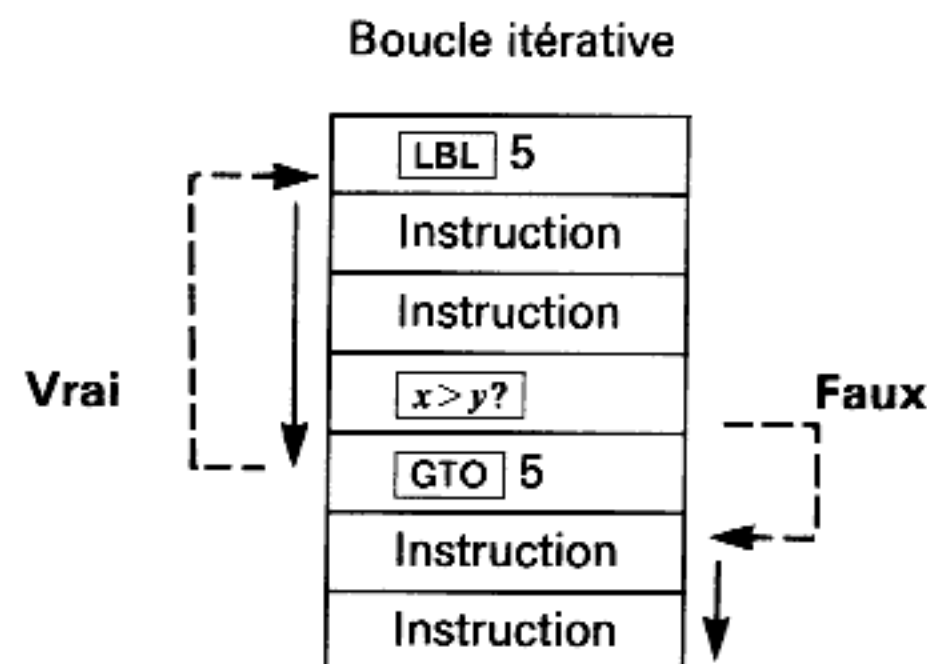 Boucle itérative
LBL 5
Instruction
Instruction
Vrai
x>y?
Faux
GTO 5
Instruction
Instruction